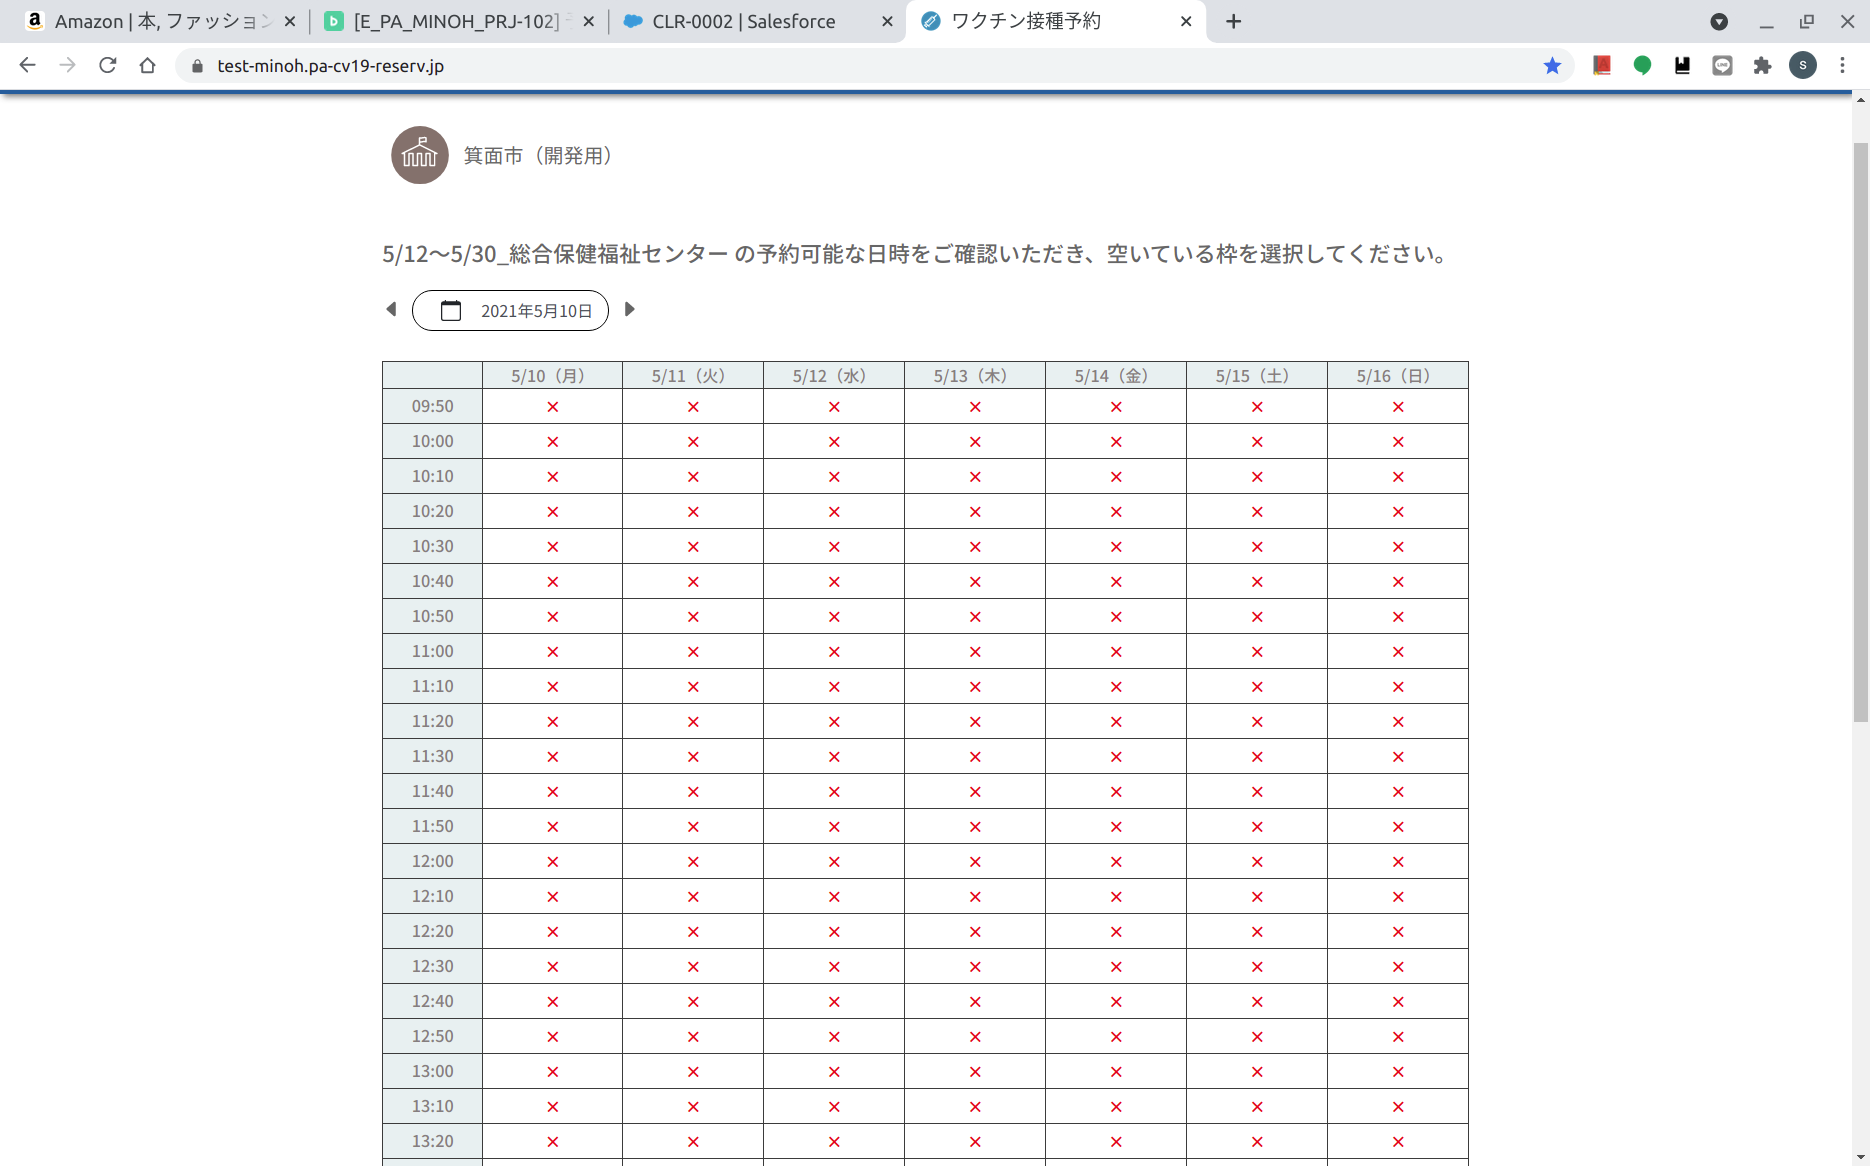 Amazon | 本, ファッション
[E_PA_MINOH_PRJ-102]
CLR-0002 | Salesforce
ワクチン接種予約
test-minoh.pa-cv19-reserv.jp
S
箕面市（開発用）
5/12～5/30_総合保健福祉センター の予約可能な日時をご確認いただき、空いている枠を選択してください。
2021年5月10日
5/10（月） 5/11（火） 5/12（水） 5/13（木） 5/14（金） 5/15（土） 5/16（日）
09:50 × × × × × × ×
10:00 × × × × × × ×
10:10 × × × × × × ×
10:20 × × × × × × ×
10:30 × × × × × × ×
10:40 × × × × × × ×
10:50 × × × × × × ×
11:00 × × × × × × ×
11:10 × × × × × × ×
11:20 × × × × × × ×
11:30 × × × × × × ×
11:40 × × × × × × ×
11:50 × × × × × × ×
12:00 × × × × × × ×
12:10 × × × × × × ×
12:20 × × × × × × ×
12:30 × × × × × × ×
12:40 × × × × × × ×
12:50 × × × × × × ×
13:00 × × × × × × ×
13:10 × × × × × × ×
13:20 × × × × × × ×